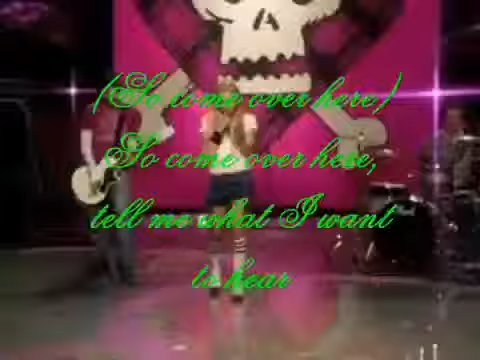 (So come over here)
So come over here,
tell me what I want
to hear